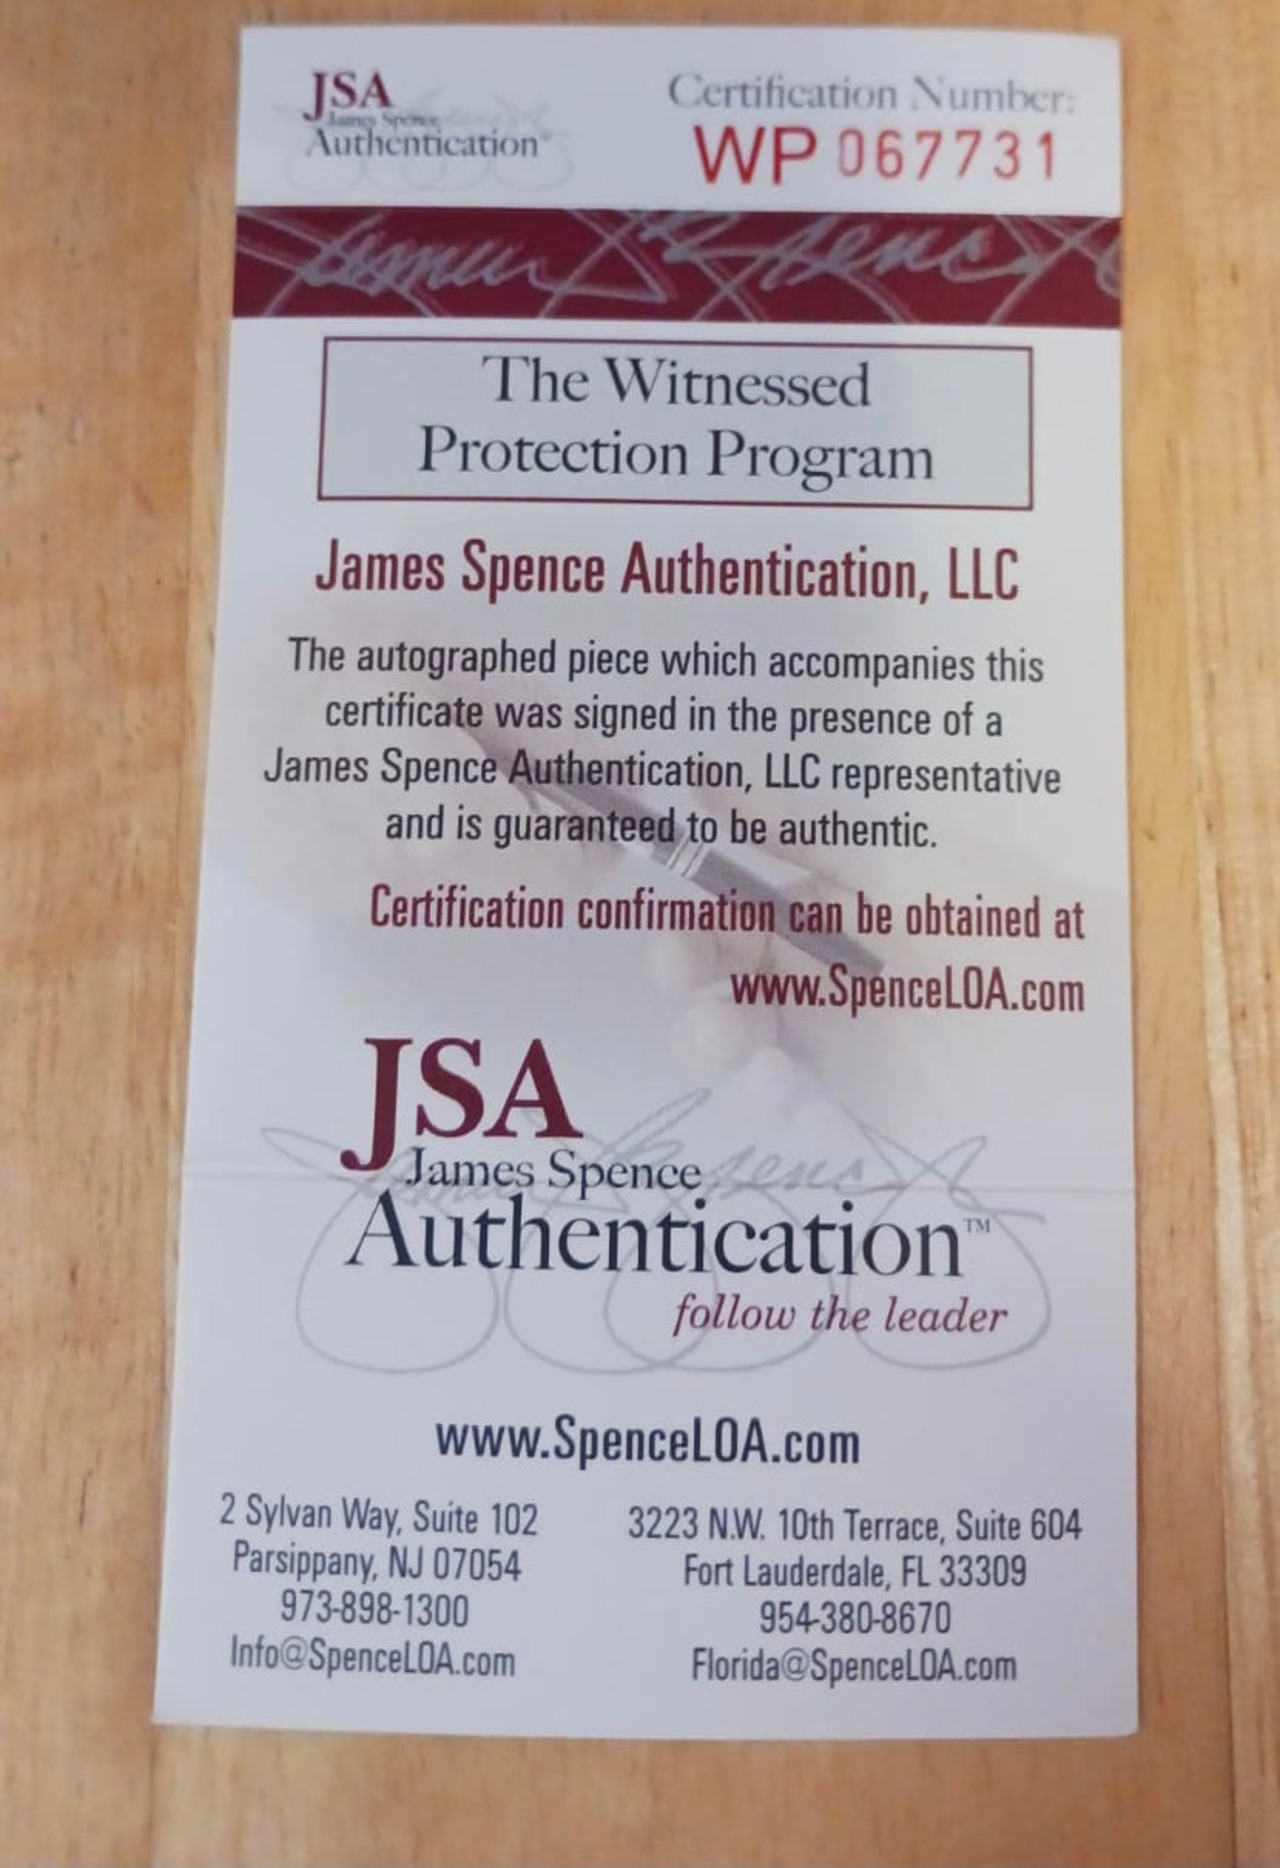 JSA
James Spence
Authentication
Certification Number:
WP 067731
James Spence
The Witnessed
Protection Program
James Spence Authentication, LLC
The autographed piece which accompanies this
certificate was signed in the presence of a
James Spence Authentication, LLC representative
and is guaranteed to be authentic.
Certification confirmation can be obtained at
www.SpenceLOA.com
JSA
James Spence
Authentication™
follow the leader
www.SpenceLOA.com
2 Sylvan Way, Suite 102
Parsippany, NJ 07054
973-898-1300
Info@SpenceLOA.com
3223 N.W. 10th Terrace, Suite 604
Fort Lauderdale, FL 33309
954-380-8670
Florida@SpenceLOA.com